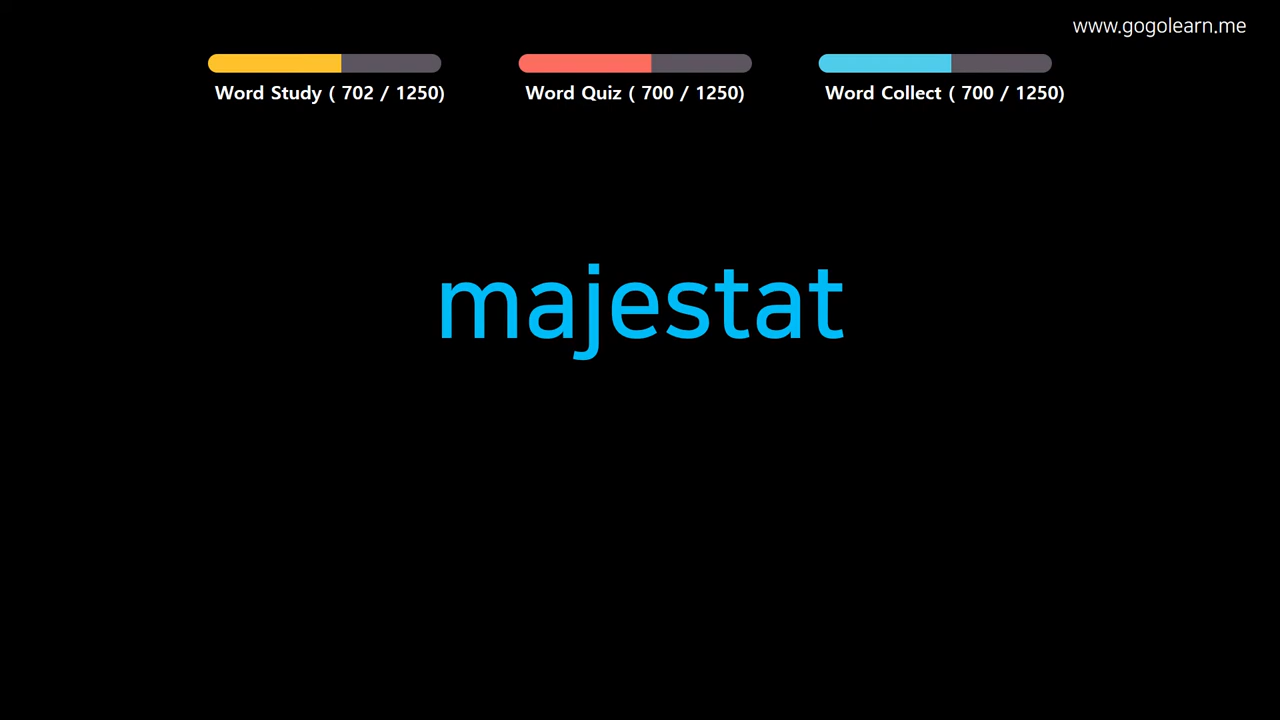 www.gogolearn.me
Word Study ( 702 / 1250)
Word Quiz ( 700 / 1250)
Word Collect ( 700 / 1250)
majestat